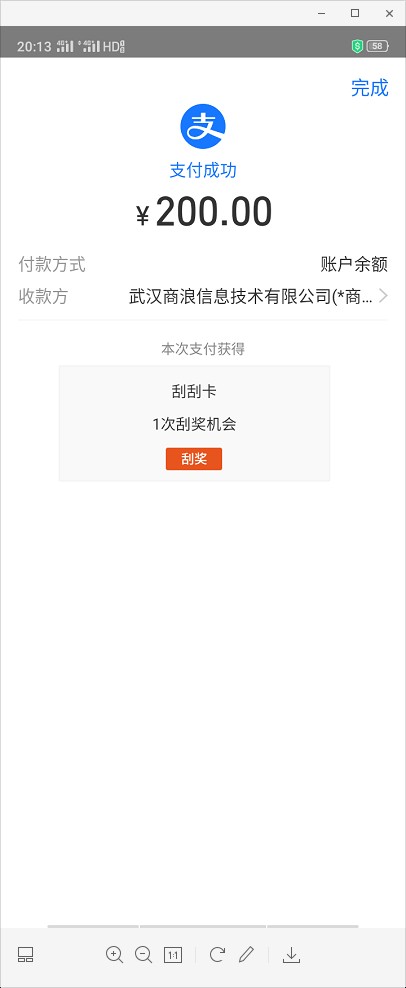 20:13 4G 4G HD 58
完成
支
支付成功
¥200.00
付款方式 账户余额
收款方 武汉商浪信息技术有限公司(*商...
本次支付获得
刮刮卡
1次刮奖机会
刮奖
1:1